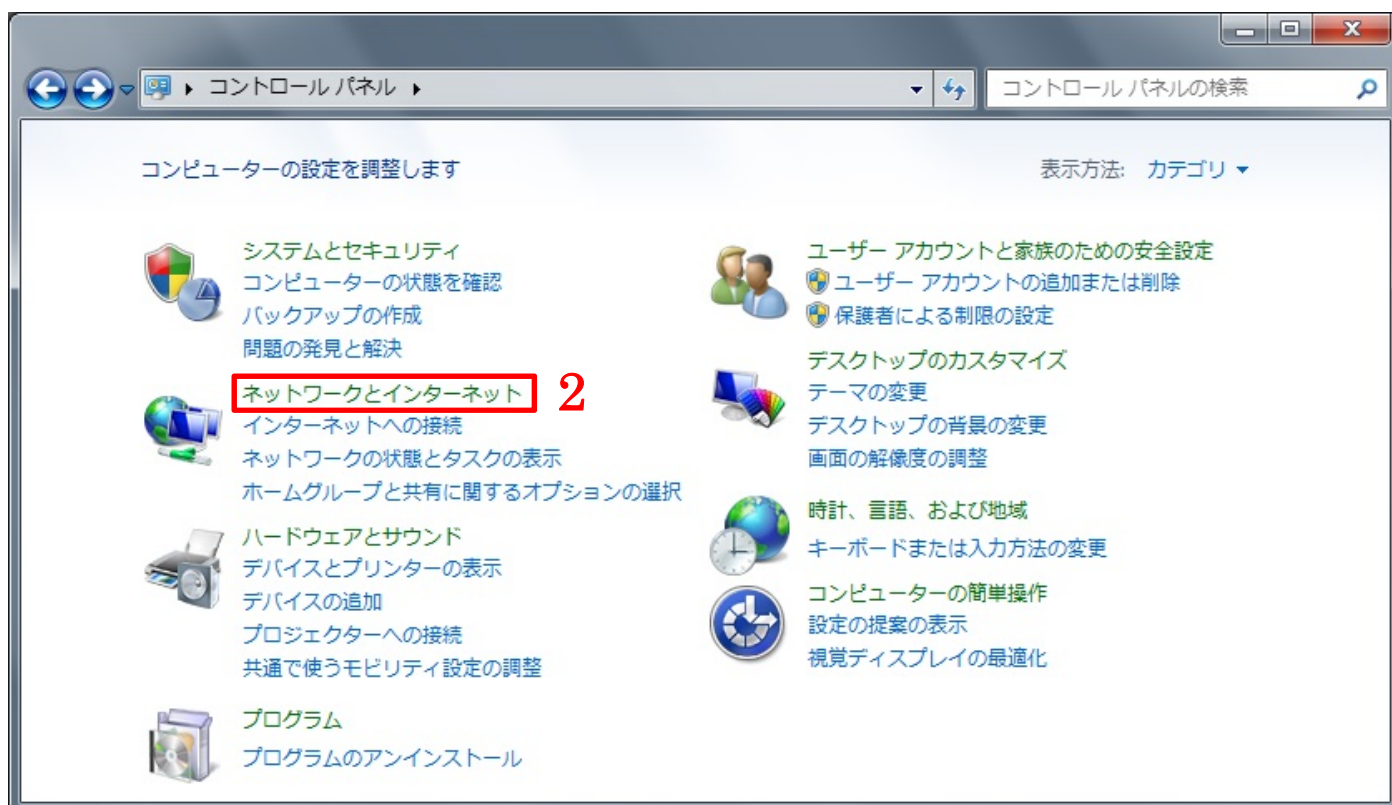 コントロール パネル
コントロール パネルの検索
コンピューターの設定を調整します
表示方法: カテゴリ
システムとセキュリティ
コンピューターの状態を確認
バックアップの作成
問題の発見と解決
ネットワークとインターネット 2
インターネットへの接続
ネットワークの状態とタスクの表示
ホームグループと共有に関するオプションの選択
ハードウェアとサウンド
デバイスとプリンターの表示
デバイスの追加
プロジェクターへの接続
共通で使うモビリティ設定の調整
プログラム
プログラムのアンインストール
ユーザー アカウントと家族のための安全設定
ユーザー アカウントの追加または削除
保護者による制限の設定
デスクトップのカスタマイズ
テーマの変更
デスクトップの背景の変更
画面の解像度の調整
時計、言語、および地域
キーボードまたは入力方法の変更
コンピューターの簡単操作
設定の提案の表示
視覚ディスプレイの最適化